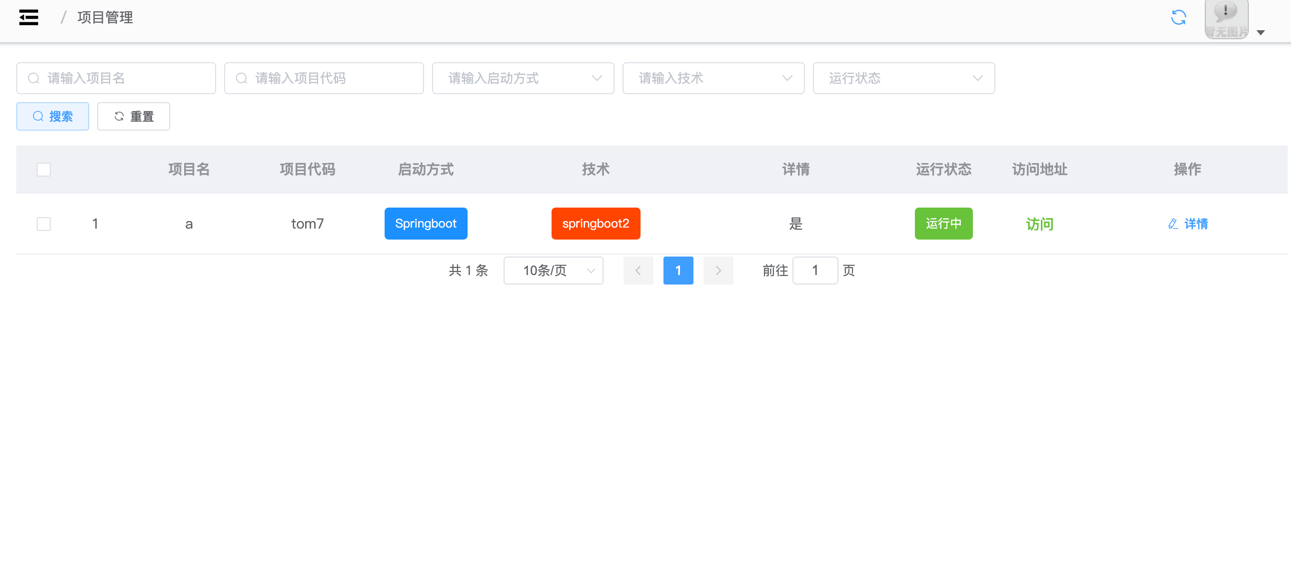 / 项目管理
暂无图片
请输入项目名 请输入项目代码 请输入启动方式 请输入技术 运行状态
搜索 重置
项目名 项目代码 启动方式 技术 详情 运行状态 访问地址 操作
1 a tom7 Springboot springboot2 是 运行中 访问 详情
共 1 条 10条/页 1 前往 1 页